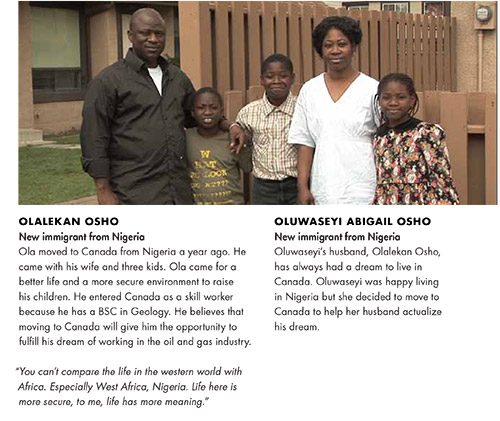 W
HAT
OLALEKAN OSHO
New immigrant from Nigeria
Ola moved to Canada from Nigeria a year ago. He
came with his wife and three kids. Ola came for a
better life and a more secure environment to raise
his children. He entered Canada as a skill worker
because he has a BSC in Geology. He believes that
moving to Canada will give him the opportunity to
fulfill his dream of working in the oil and gas industry.
"You can't compare the life in the western world with
Africa. Especially West Africa, Nigeria. Life here is
more secure, to me, life has more meaning."
OLUWASEYI ABIGAIL OSHO
New immigrant from Nigeria
Oluwaseyi's husband, Olalekan Osho,
has always had a dream to live in
Canada. Oluwaseyi was happy living
in Nigeria but she decided to move to
Canada to help her husband actualize
his dream.